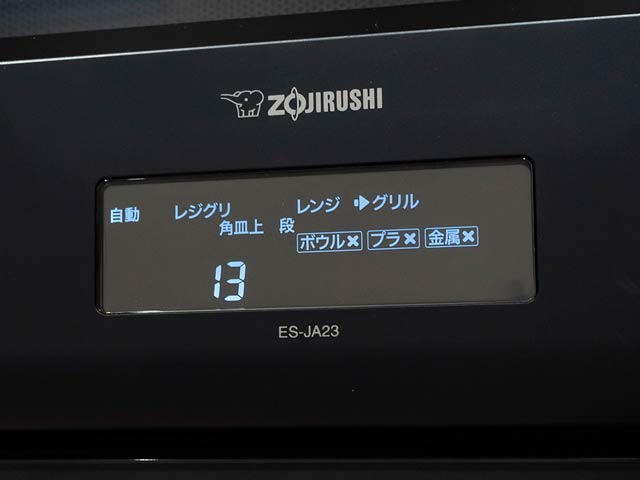 ZOJIRUSHI
自動 レジグリ レンジ ➡グリル
角皿上 段 ボウル× プラ× 金属×
13
ES-JA23